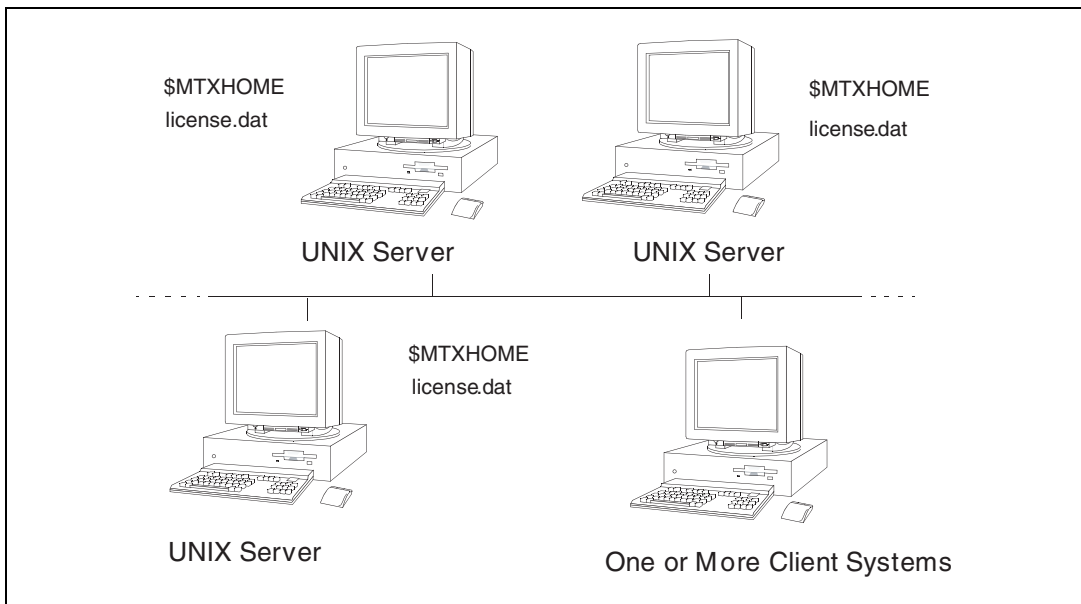 $MTXHOME
license.dat
$MTXHOME
license.dat
UNIX Server
UNIX Server
$MTXHOME
license.dat
UNIX Server
One or More Client Systems